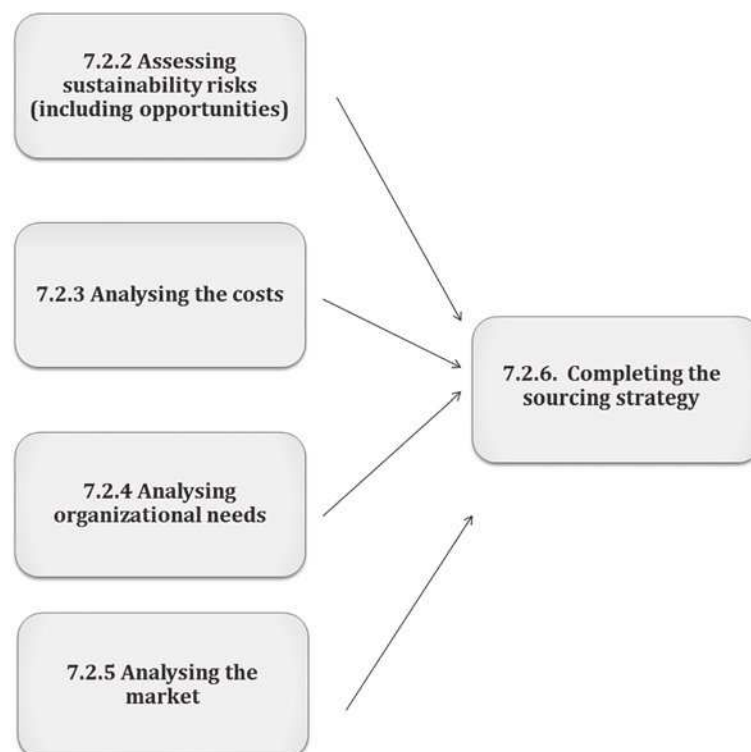 7.2.2 Assessing
sustainability risks
(including opportunities)
7.2.3 Analysing the costs
7.2.4 Analysing
organizational needs
7.2.5 Analysing the
market
7.2.6. Completing the
sourcing strategy